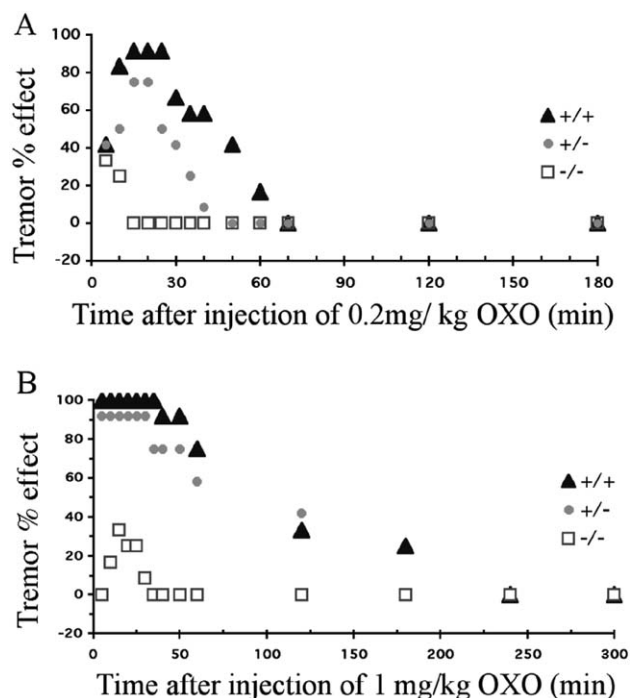 A
100
80
60
40
20
0
-20
Tremor % effect
+/+
+/-
-/-
0 30 60 90 120 150 180
Time after injection of 0.2mg/ kg OXO (min)
B
100
80
60
40
20
0
-20
Tremor % effect
+/+
+/-
-/-
0 50 100 150 200 250 300
Time after injection of 1 mg/kg OXO (min)